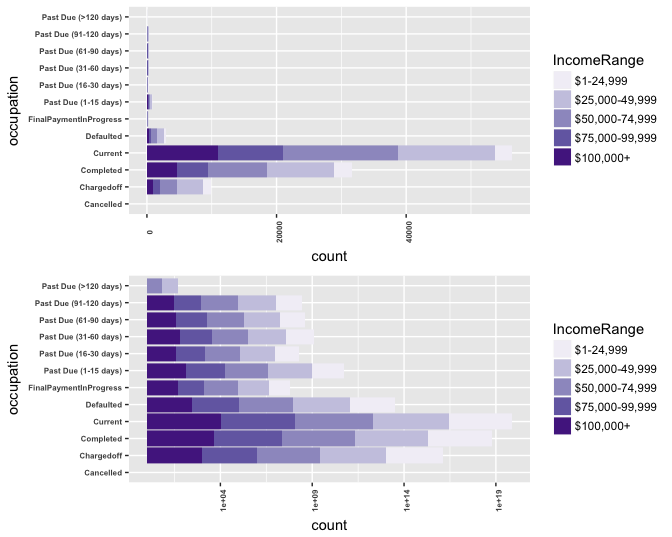 Past Due (>120 days)
Past Due (91-120 days)
Past Due (61-90 days)
Past Due (31-60 days)
Past Due (16-30 days)
Past Due (1-15 days)
FinalPaymentInProgress
Defaulted
Current
Completed
Chargedoff
Cancelled
occupation
0
20000
40000
count
IncomeRange
$1-24,999
$25,000-49,999
$50,000-74,999
$75,000-99,999
$100,000+
Past Due (>120 days)
Past Due (91-120 days)
Past Due (61-90 days)
Past Due (31-60 days)
Past Due (16-30 days)
Past Due (1-15 days)
FinalPaymentInProgress
Defaulted
Current
Completed
Chargedoff
Cancelled
occupation
1e+04
1e+09
1e+14
1e+19
count
IncomeRange
$1-24,999
$25,000-49,999
$50,000-74,999
$75,000-99,999
$100,000+